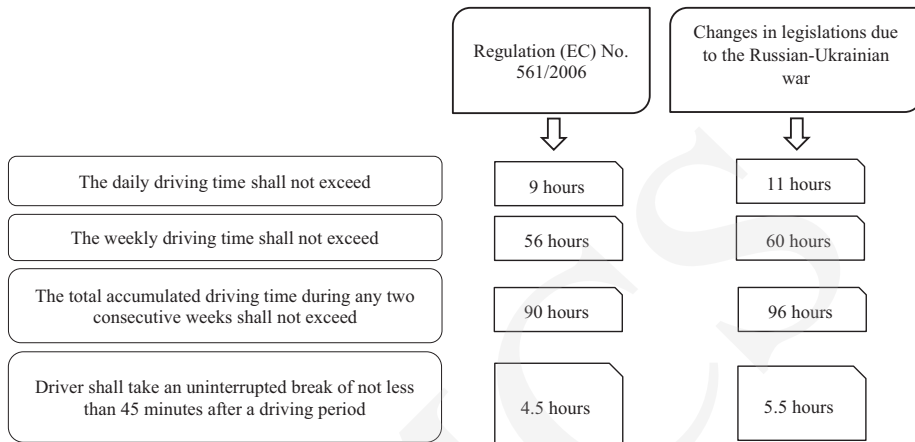 Regulation (EC) No.
561/2006
Changes in legislations due
to the Russian-Ukrainian
war
The daily driving time shall not exceed
9 hours
11 hours
The weekly driving time shall not exceed
56 hours
60 hours
The total accumulated driving time during any two
consecutive weeks shall not exceed
90 hours
96 hours
Driver shall take an uninterrupted break of not less
than 45 minutes after a driving period
4.5 hours
5.5 hours